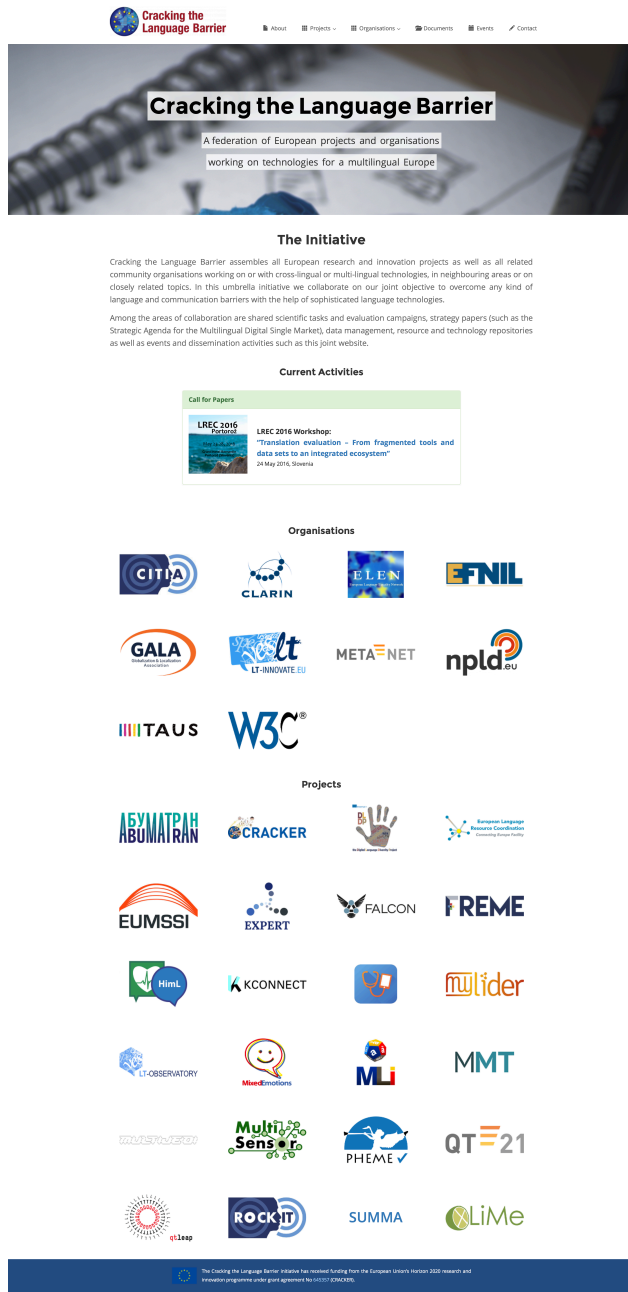 Cracking the
Language Barrier
About Projects Organisations Documents Events Contact
Cracking the Language Barrier
A federation of European projects and organisations
working on technologies for a multilingual Europe
The Initiative
Cracking the Language Barrier assembles all European research and innovation projects as well as all related
community organisations working on or with cross-lingual or multi-lingual technologies, in neighbouring areas or on
closely related topics. In this umbrella initiative we collaborate on our joint objective to overcome any kind of
language and communication barriers with the help of sophisticated language technologies.
Among the areas of collaboration are shared scientific tasks and evaluation campaigns, strategy papers (such as the
Strategic Agenda for the Multilingual Digital Single Market), data management, resource and technology repositories
as well as events and dissemination activities such as this joint website.
Current Activities
Call for Papers
LREC 2016
Portorož
LREC 2016 Workshop:
"Translation evaluation – From fragmented tools and
data sets to an integrated ecosystem"
24 May 2016, Slovenia
Organisations
CITIA
CLARIN
ELEN
EFNIL
GALA
Globalization & Localization
Association
lt
LT-INNOVATE.EU
META NET
npld.eu
TAUS
W3C®
Projects
АБУМАТРАН
ABUMATRAN
CRACKER
European Language
Resource Coordination
Connecting Europe Facility
EUMSSI
EXPERT
FALCON
FREME
HimL
KCONNECT
mylider
LT-OBSERVATORY
MixedEmotions
MLi
MMT
Multi
Sensor
PHEME
QT 21
qtleap
ROCKIT
SUMMA
LiMe
The Cracking the Language Barrier initiative has received funding from the European Union's Horizon 2020 research and
innovation programme under grant agreement No 645357 (CRACKER).